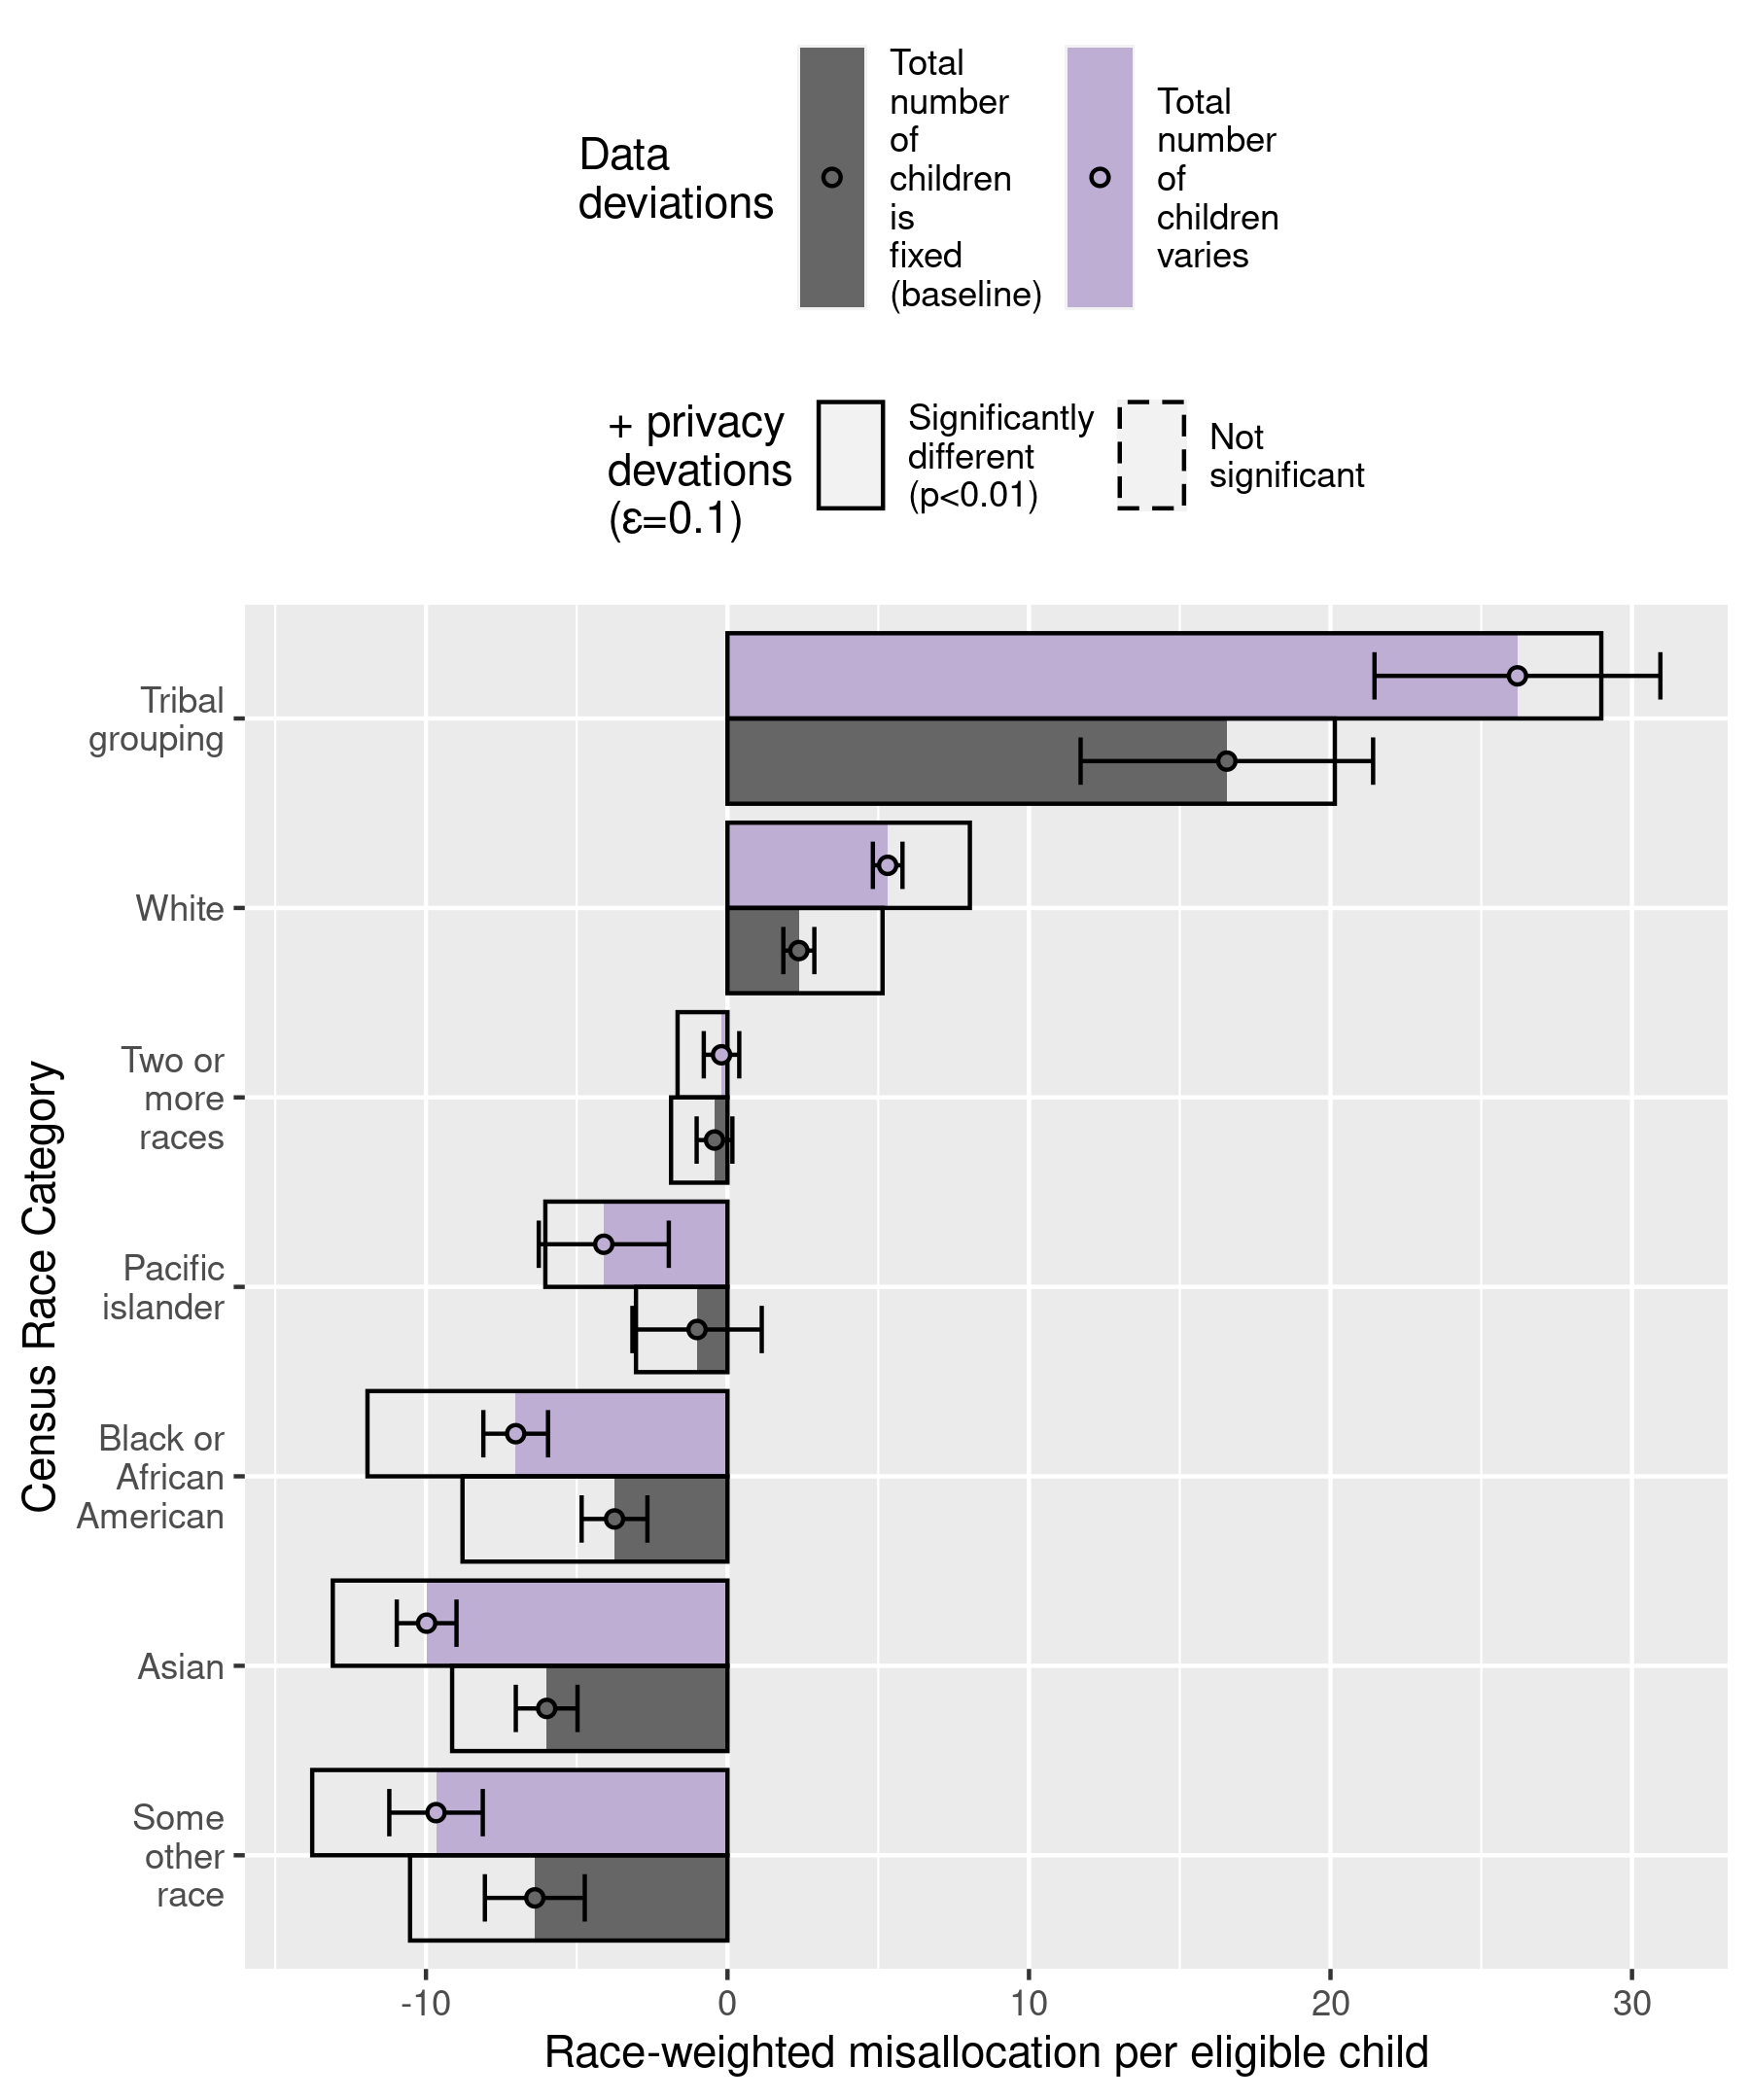 Data
deviations
Total
number
of
children
is
fixed
(baseline)
Total
number
of
children
varies
+ privacy
devations
(ε=0.1)
Significantly
different
(p<0.01)
Not
significant
Census Race Category
Tribal
grouping
White
Two or
more
races
Pacific
islander
Black or
African
American
Asian
Some
other
race
-10 0 10 20 30
Race-weighted misallocation per eligible child